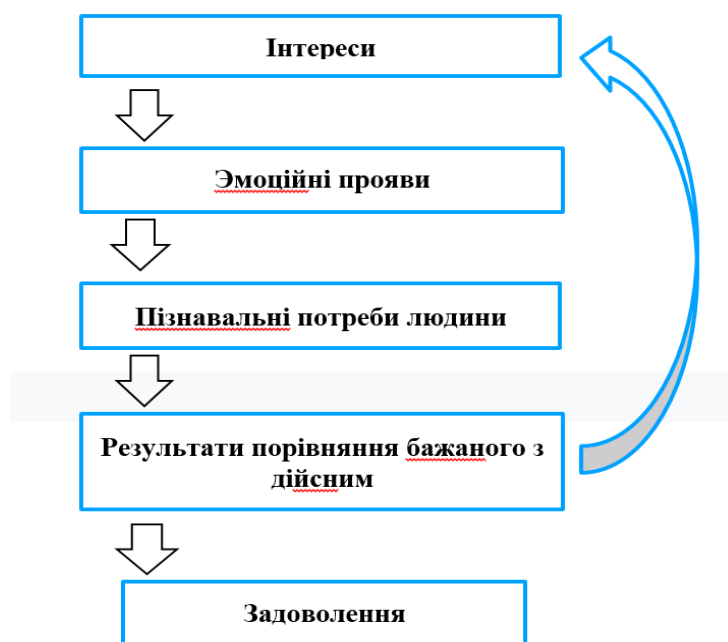 Інтереси
Эмоційні прояви
Пізнавальні потреби людини
Результати порівняння бажаного з
дійсним
Задоволення